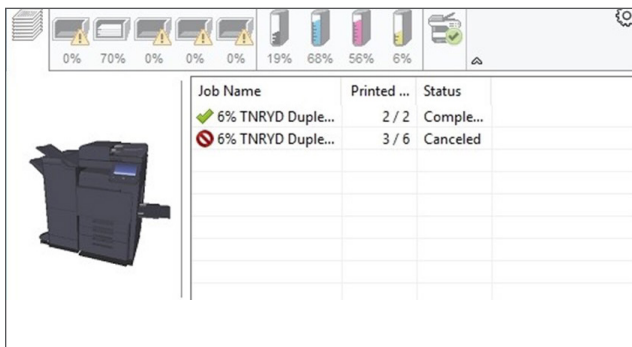 0% 70% 0% 0% 0% 19% 68% 56% 6%
Job Name Printed ... Status
6% TNRYD Duple... 2 / 2 Comple...
6% TNRYD Duple... 3 / 6 Canceled